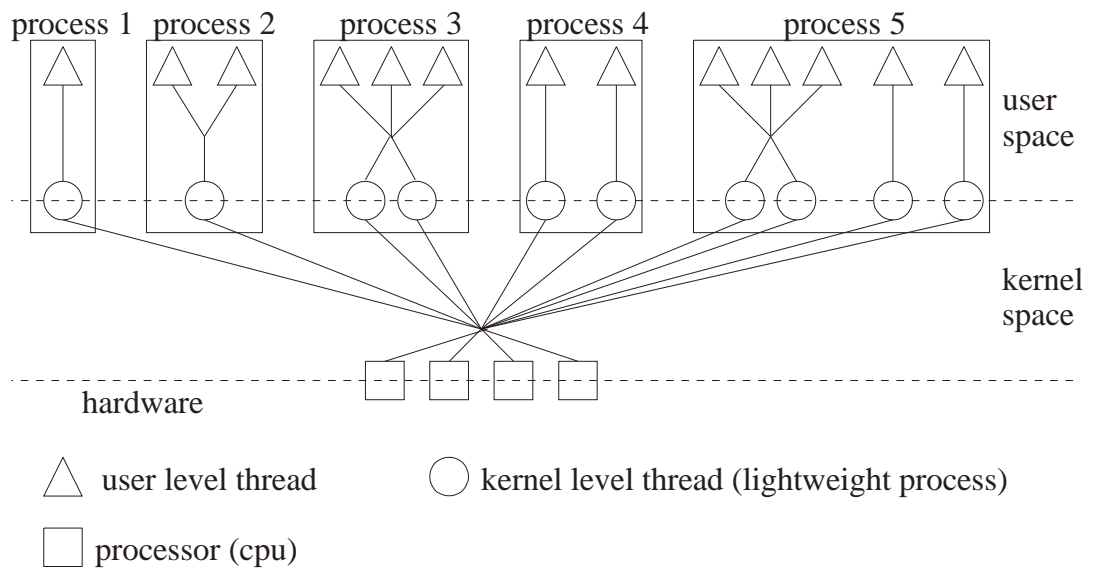 process 1
process 2
process 3
process 4
process 5
user
space
kernel
space
hardware
user level thread
kernel level thread (lightweight process)
processor (cpu)